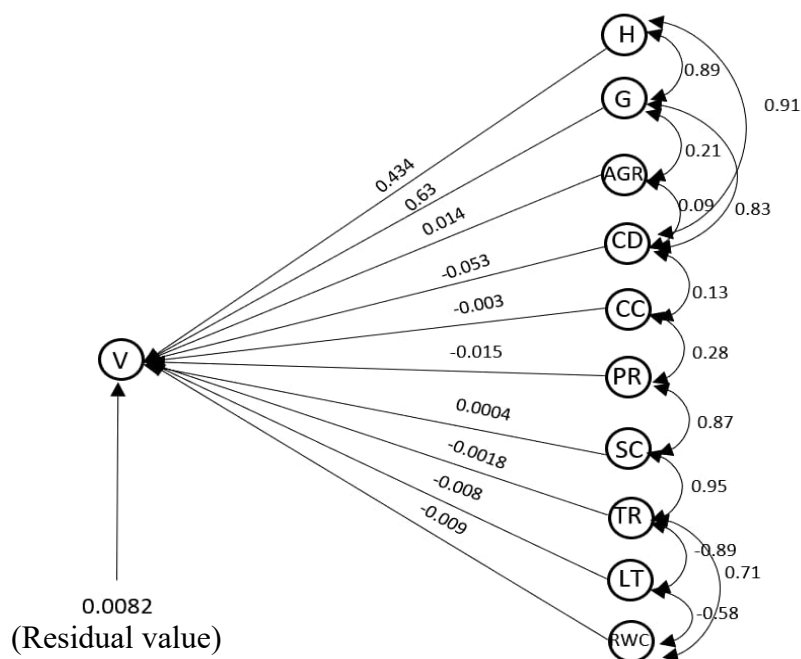 H
0.89
0.91
G
0.434
0.21
0.63
AGR
0.014
0.09
0.83
CD
-0.053
0.13
-0.003
CC
0.28
V
-0.015
PR
0.0004
0.87
SC
-0.0018
0.95
-0.008
TR
-0.009
-0.89
0.71
LT
-0.58
0.0082
(Residual value)
RWC